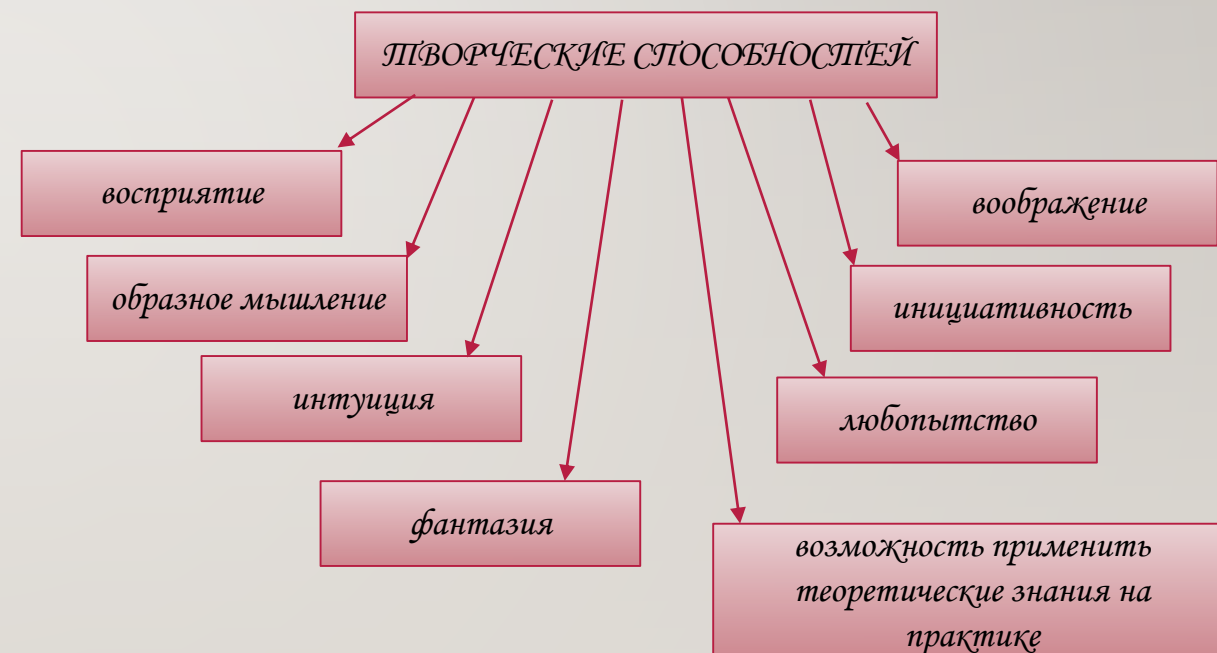 ТВОРЧЕСКИЕ СПОСОБНОСТЕЙ
восприятие
воображение
образное мышление
инициативность
интуиция
любопытство
фантазия
возможность применить
теоретические знания на
практике